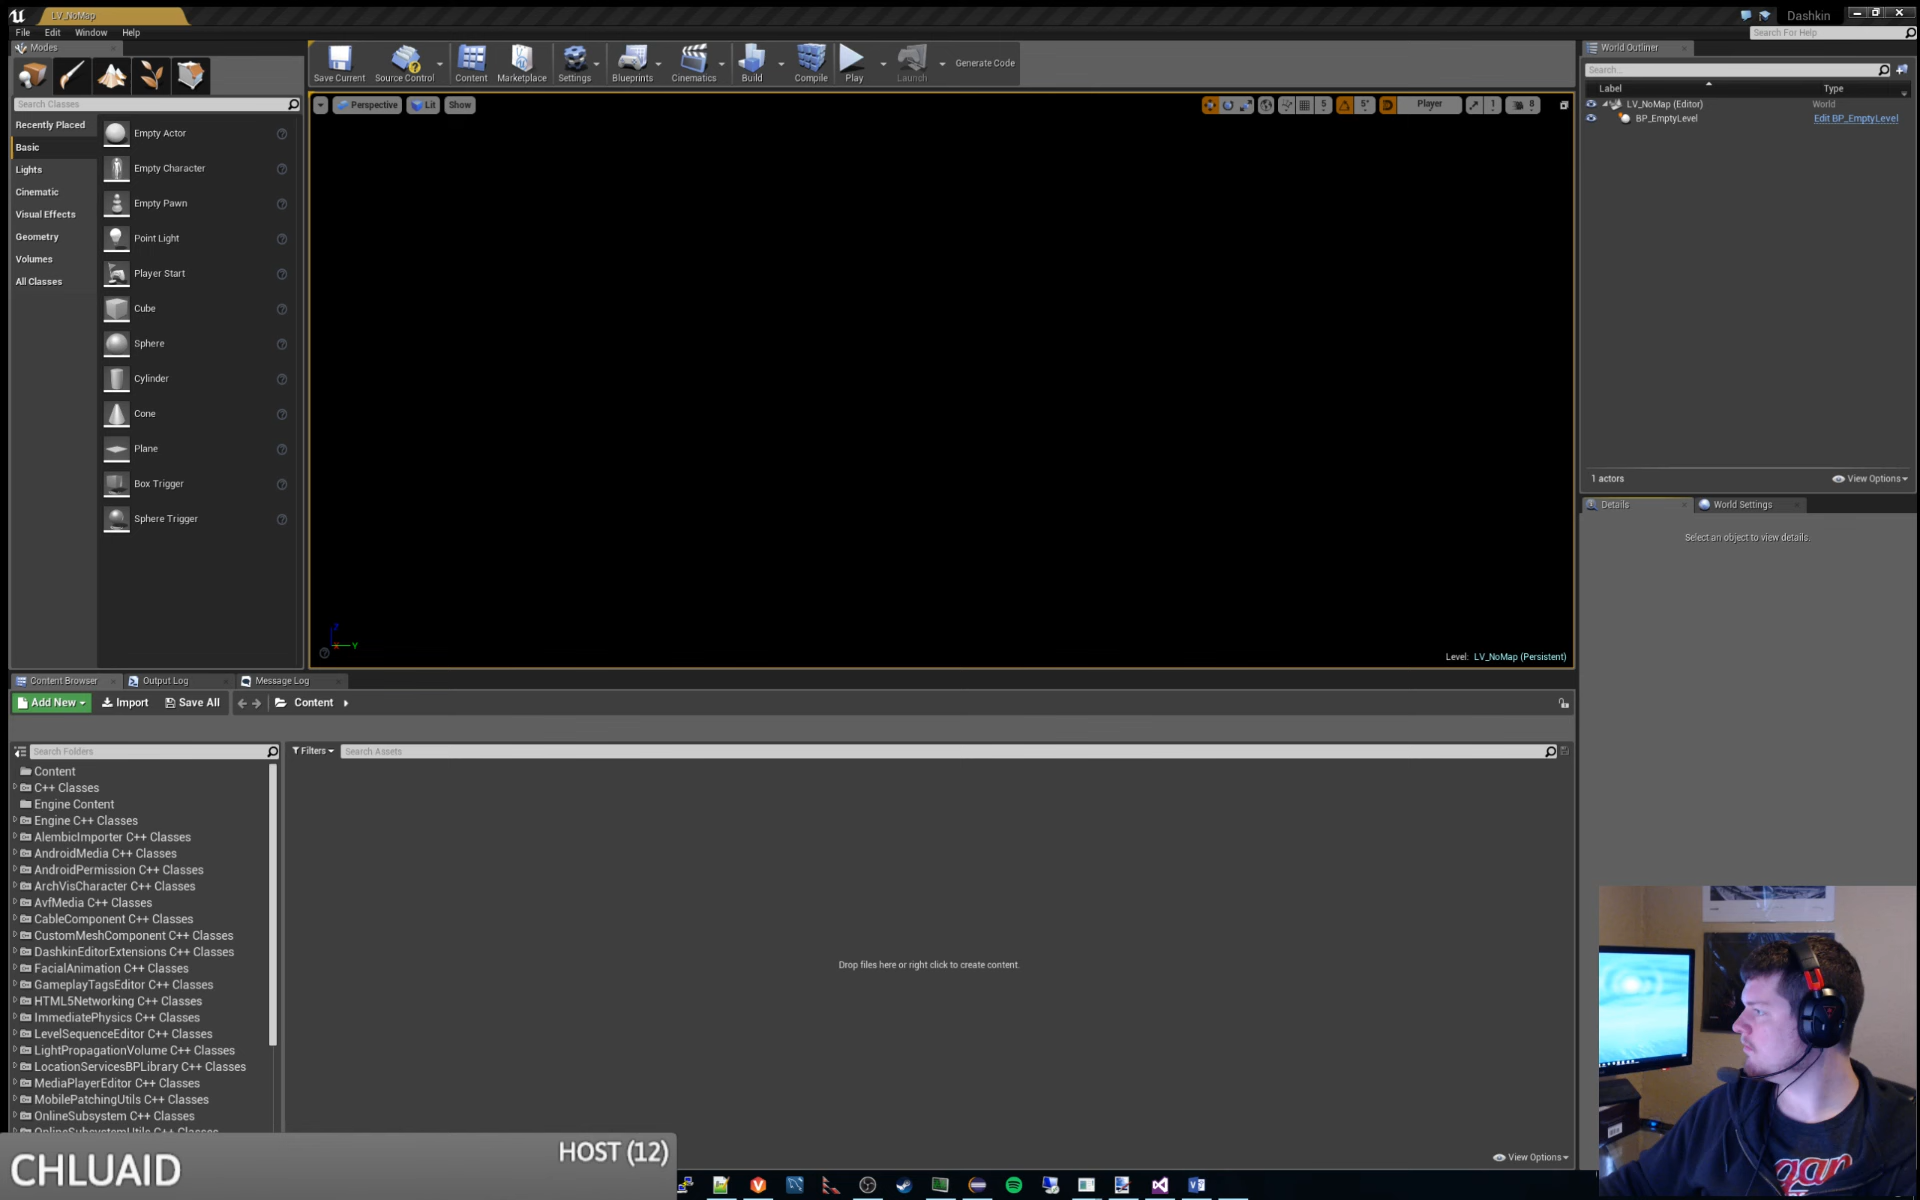 LV_NoMap
Dashkin
File Edit Window Help
Search For Help
Modes
Search Classes
Recently Placed
Basic
Lights
Cinematic
Visual Effects
Geometry
Volumes
All Classes
Empty Actor
Empty Character
Empty Pawn
Point Light
Player Start
Cube
Sphere
Cylinder
Cone
Plane
Box Trigger
Sphere Trigger
Save Current Source Control Content Marketplace Settings Blueprints Cinematics Build Compile Play Launch Generate Code
Perspective Lit Show
5 5° Player 1 8
Z
X Y
Level: LV_NoMap (Persistent)
World Outliner
Search...
Label Type
LV_NoMap (Editor) World
BP_EmptyLevel Edit BP_EmptyLevel
1 actors View Options
Details World Settings
Select an object to view details.
Content Browser Output Log Message Log
Add New Import Save All Content
Search Folders
Filters Search Assets
Content
C++ Classes
Engine Content
Engine C++ Classes
AlembicImporter C++ Classes
AndroidMedia C++ Classes
AndroidPermission C++ Classes
ArchVisCharacter C++ Classes
AvfMedia C++ Classes
CableComponent C++ Classes
CustomMeshComponent C++ Classes
DashkinEditorExtensions C++ Classes
FacialAnimation C++ Classes
GameplayTagsEditor C++ Classes
HTML5Networking C++ Classes
ImmediatePhysics C++ Classes
LevelSequenceEditor C++ Classes
LightPropagationVolume C++ Classes
LocationServicesBPLibrary C++ Classes
MediaPlayerEditor C++ Classes
MobilePatchingUtils C++ Classes
OnlineSubsystem C++ Classes
OnlineSubsystemUtils C++ Classes
Drop files here or right click to create content.
View Options
HOST (12)
CHLUAID